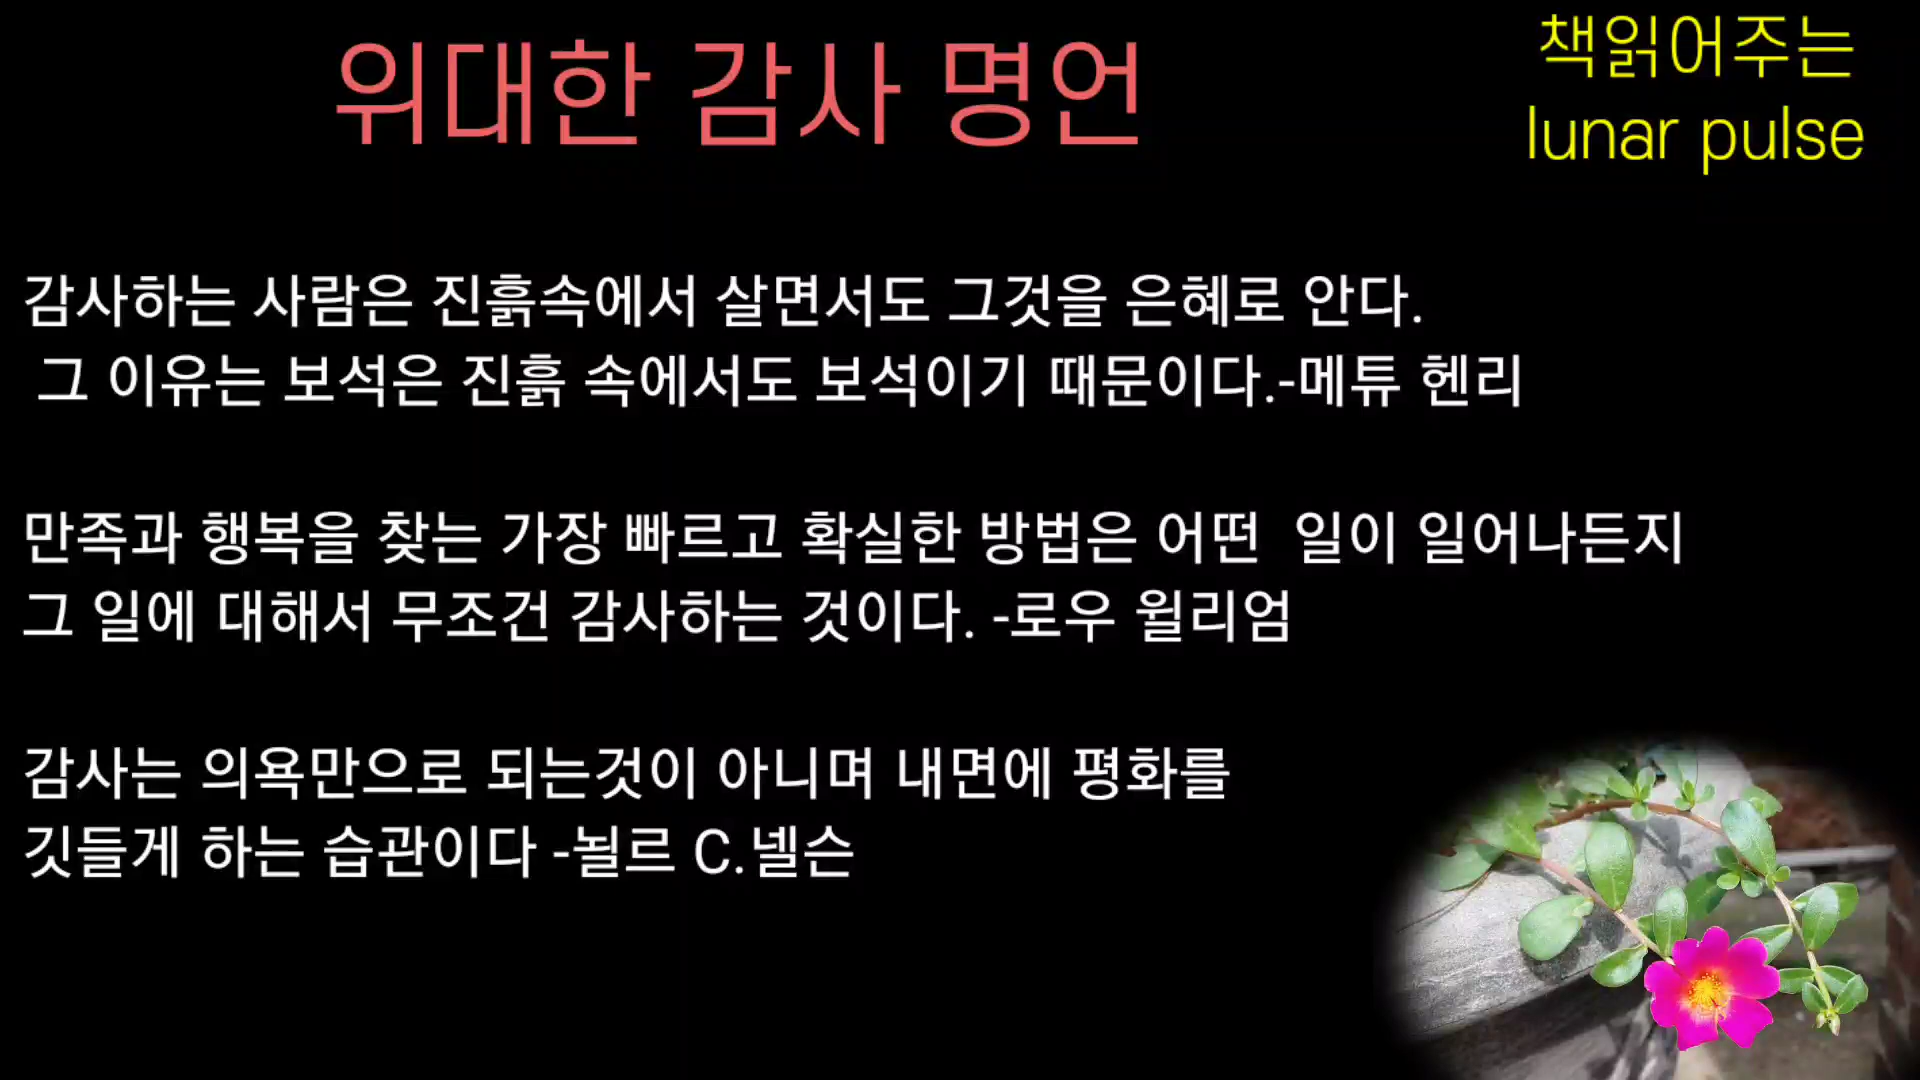 위대한 감사 명언
책읽어주는
lunar pulse
감사하는 사람은 진흙속에서 살면서도 그것을 은혜로 안다.
그 이유는 보석은 진흙 속에서도 보석이기 때문이다.-메튜 헨리
만족과 행복을 찾는 가장 빠르고 확실한 방법은 어떤 일이 일어나든지
그 일에 대해서 무조건 감사하는 것이다. -로우 윌리엄
감사는 의욕만으로 되는것이 아니며 내면에 평화를
깃들게 하는 습관이다 -뇔르 C.넬슨